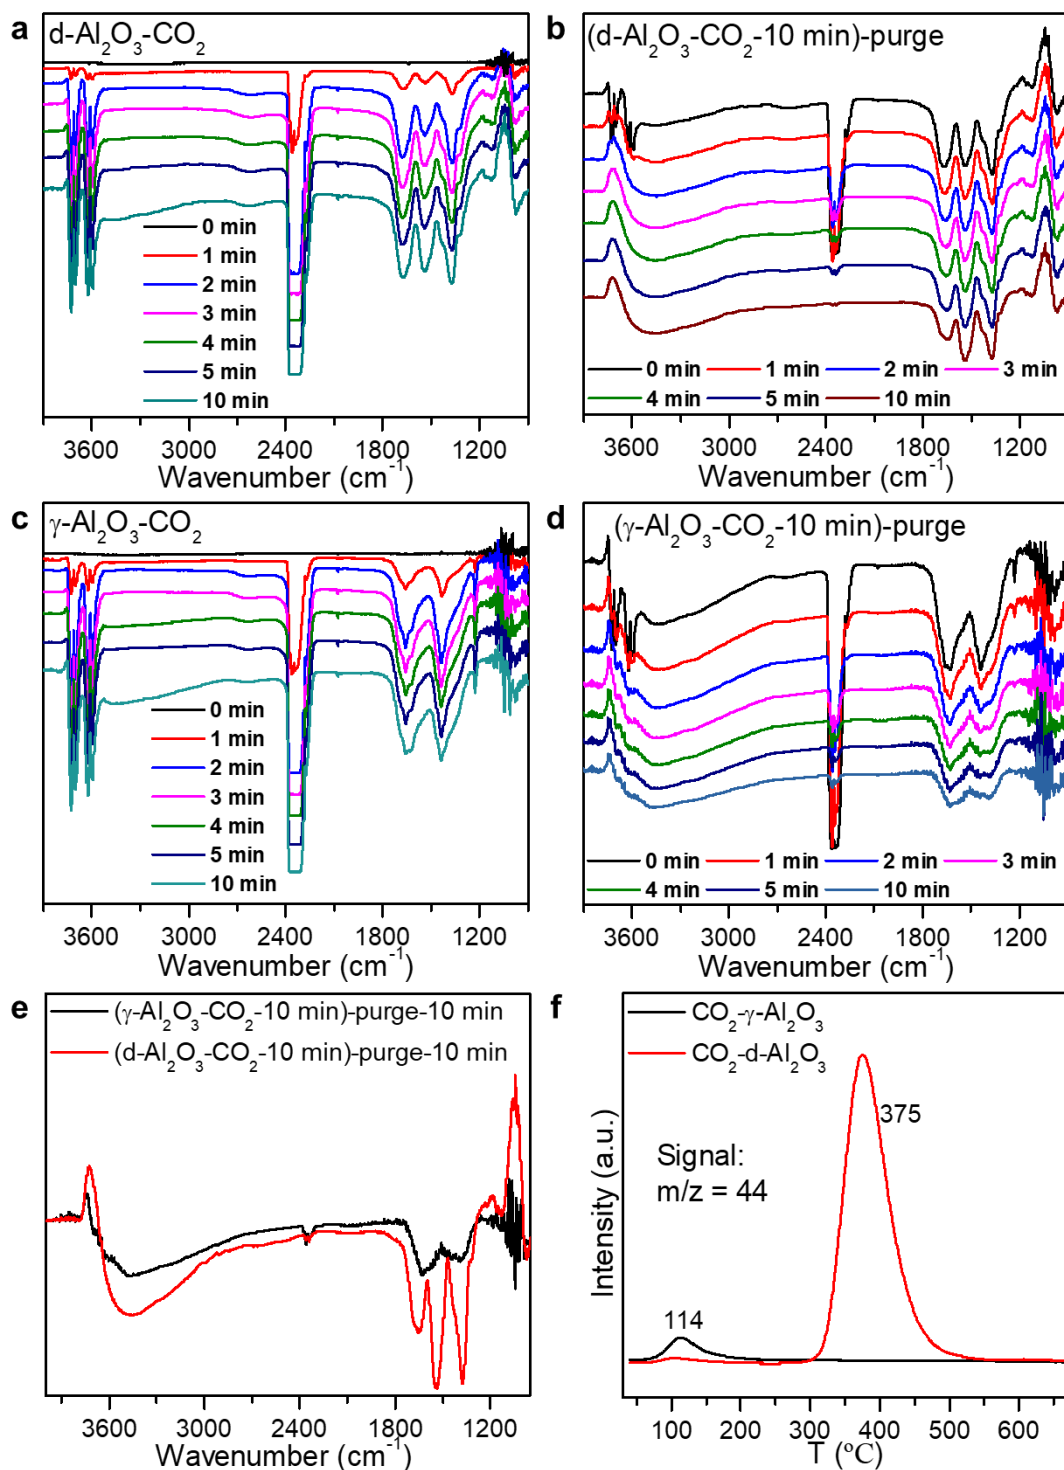 a d-Al₂O₃-CO₂
0 min
1 min
2 min
3 min
4 min
5 min
10 min
3600 3000 2400 1800 1200
Wavenumber (cm⁻¹)
b (d-Al₂O₃-CO₂-10 min)-purge
0 min 1 min 2 min 3 min
4 min 5 min 10 min
3600 3000 2400 1800 1200
Wavenumber (cm⁻¹)
c γ-Al₂O₃-CO₂
0 min
1 min
2 min
3 min
4 min
5 min
10 min
3600 3000 2400 1800 1200
Wavenumber (cm⁻¹)
d (γ-Al₂O₃-CO₂-10 min)-purge
0 min 1 min 2 min 3 min
4 min 5 min 10 min
3600 3000 2400 1800 1200
Wavenumber (cm⁻¹)
e (γ-Al₂O₃-CO₂-10 min)-purge-10 min
(d-Al₂O₃-CO₂-10 min)-purge-10 min
3600 3000 2400 1800 1200
Wavenumber (cm⁻¹)
f CO₂-γ-Al₂O₃
CO₂-d-Al₂O₃
375
Signal:
m/z = 44
114
Intensity (a.u.)
100 200 300 400 500 600
T (°C)